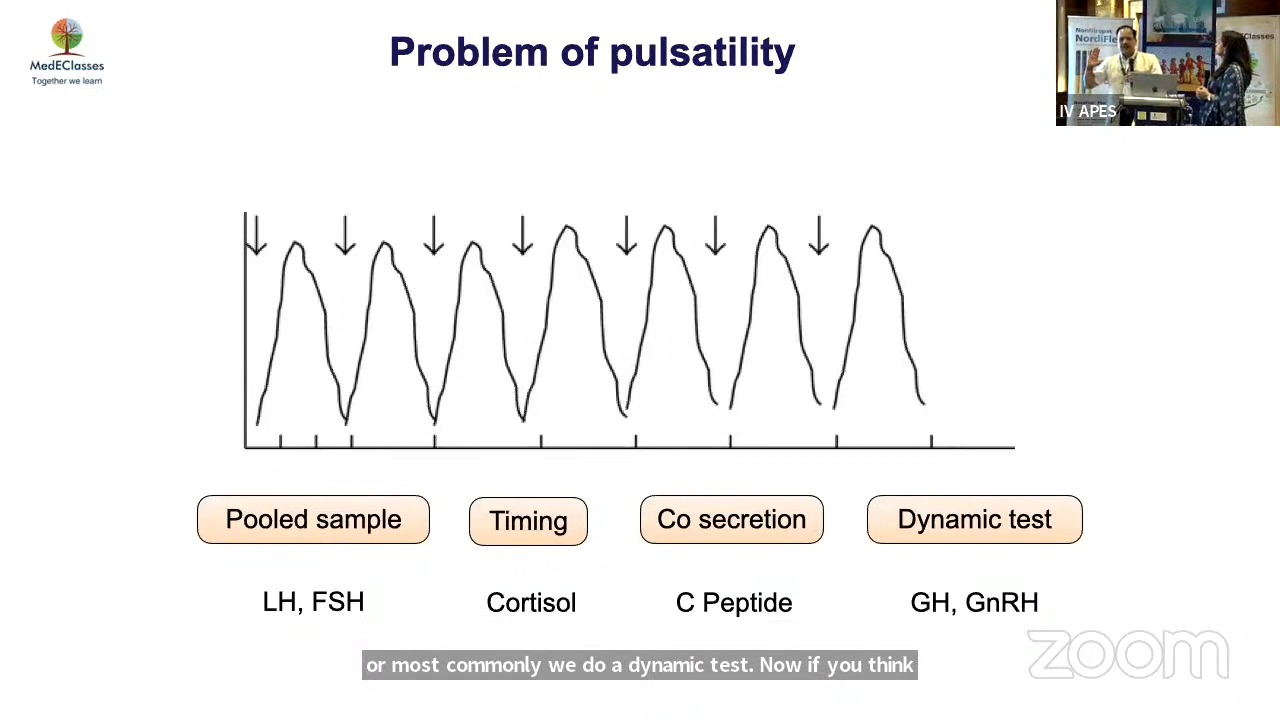 MedEClasses
Together we learn
Problem of pulsatility
IV APES
Pooled sample
Timing
Co secretion
Dynamic test
LH, FSH
Cortisol
C Peptide
GH, GnRH
or most commonly we do a dynamic test. Now if you think
zoom